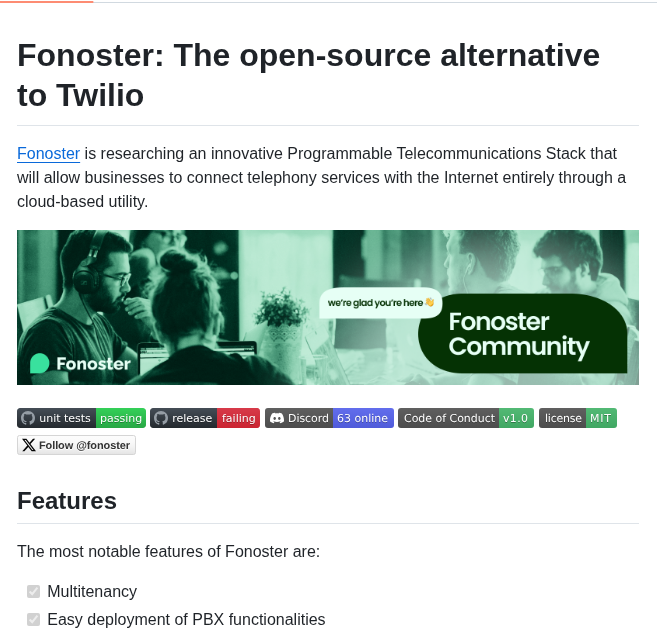 Fonoster: The open-source alternative
to Twilio
Fonoster is researching an innovative Programmable Telecommunications Stack that
will allow businesses to connect telephony services with the Internet entirely through a
cloud-based utility.
we're glad you're here👋
Fonoster
Community
Fonoster
unit tests passing release failing Discord 63 online Code of Conduct v1.0 license MIT
Follow @fonoster
Features
The most notable features of Fonoster are:
Multitenancy
Easy deployment of PBX functionalities